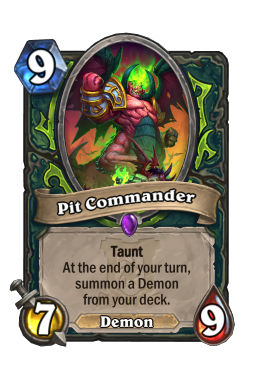 9
Pit Commander
Taunt
At the end of your turn,
summon a Demon
from your deck.
7
Demon
9